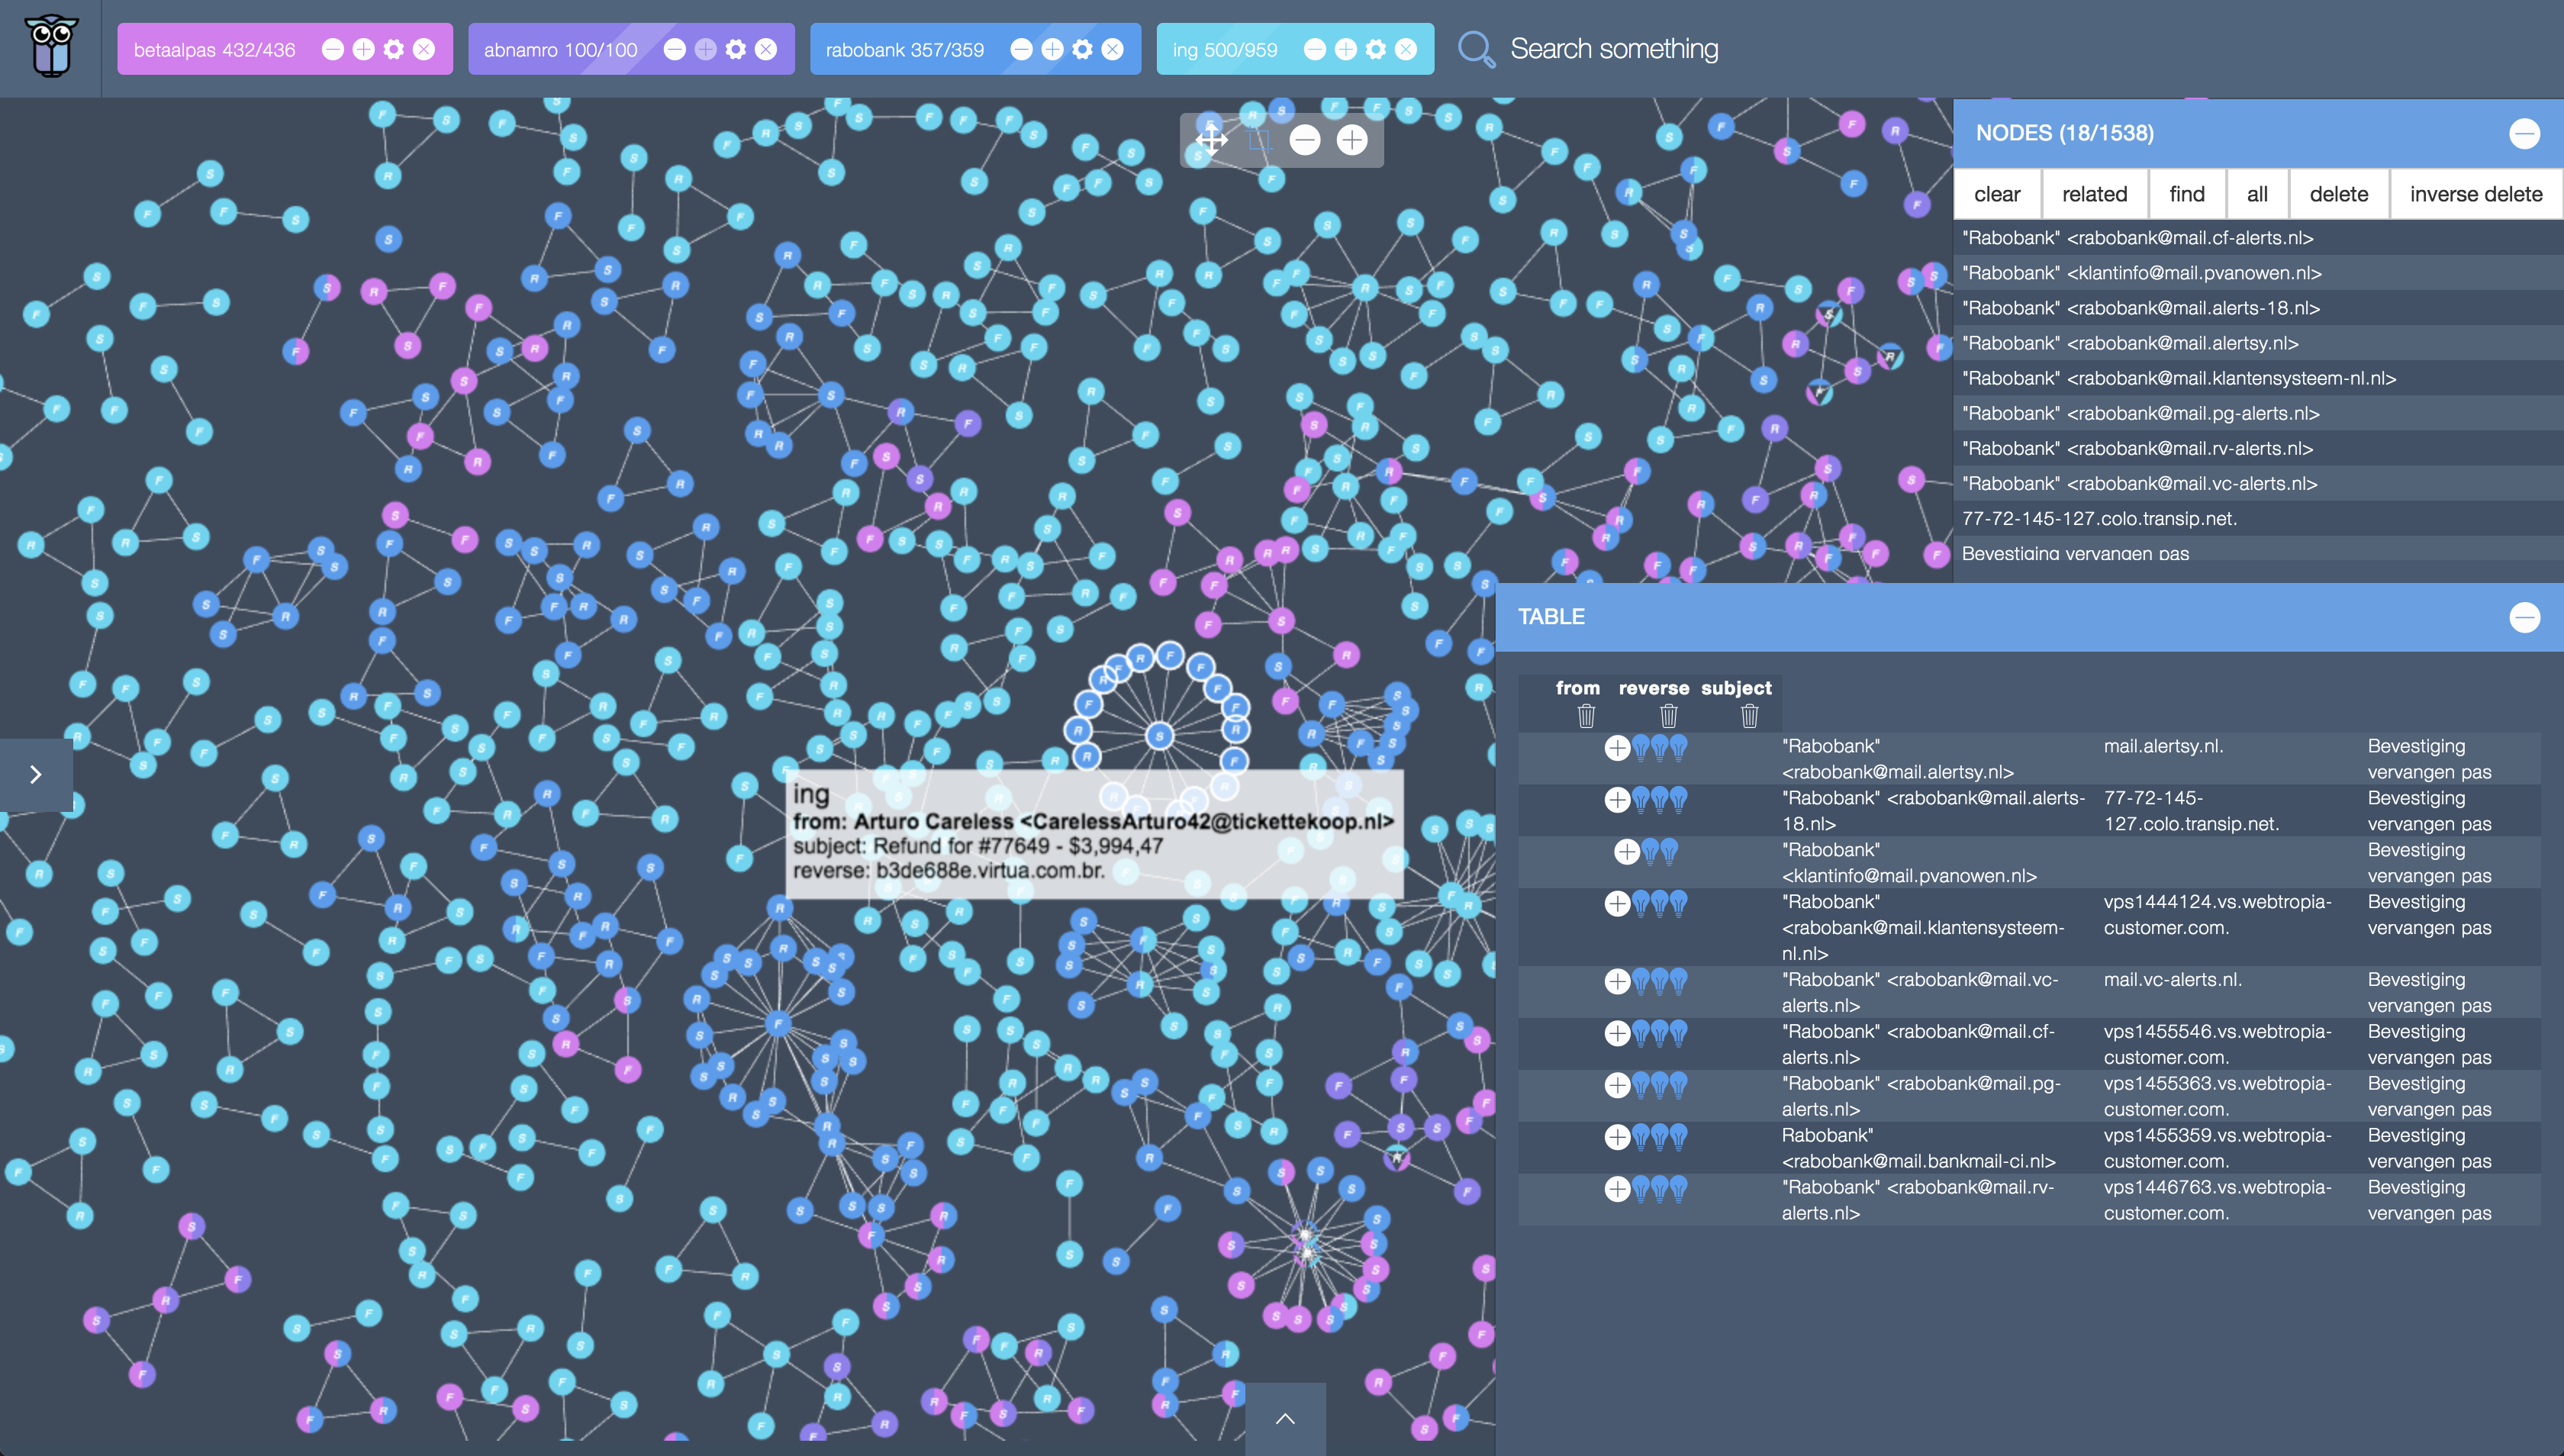 betaalpas 432/436
abnamro 100/100
rabobank 357/359
ing 500/959
Search something
NODES (18/1538)
clear related find all delete inverse delete
"Rabobank" <rabobank@mail.cf-alerts.nl>
"Rabobank" <klantinfo@mail.pvanowen.nl>
"Rabobank" <rabobank@mail.alerts-18.nl>
"Rabobank" <rabobank@mail.alertsy.nl>
"Rabobank" <rabobank@mail.klantensysteem-nl.nl>
"Rabobank" <rabobank@mail.pg-alerts.nl>
"Rabobank" <rabobank@mail.rv-alerts.nl>
"Rabobank" <rabobank@mail.vc-alerts.nl>
77-72-145-127.colo.transip.net.
Bevestiging vervangen pas
ing
from: Arturo Careless <CarelessArturo42@tickettekoop.nl>
subject: Refund for #77649 - $3,994,47
reverse: b3de688e.virtua.com.br.
TABLE
from reverse subject
"Rabobank" mail.alertsy.nl. Bevestiging
<rabobank@mail.alertsy.nl> vervangen pas
"Rabobank" <rabobank@mail.alerts- 77-72-145- Bevestiging
18.nl> 127.colo.transip.net. vervangen pas
"Rabobank" Bevestiging
<klantinfo@mail.pvanowen.nl> vervangen pas
"Rabobank" vps1444124.vs.webtropia- Bevestiging
<rabobank@mail.klantensysteem- customer.com. vervangen pas
nl.nl>
"Rabobank" <rabobank@mail.vc- mail.vc-alerts.nl. Bevestiging
alerts.nl> vervangen pas
"Rabobank" <rabobank@mail.cf- vps1455546.vs.webtropia- Bevestiging
alerts.nl> customer.com. vervangen pas
"Rabobank" <rabobank@mail.pg- vps1455363.vs.webtropia- Bevestiging
alerts.nl> customer.com. vervangen pas
Rabobank" vps1455359.vs.webtropia- Bevestiging
<rabobank@mail.bankmail-ci.nl> customer.com. vervangen pas
"Rabobank" <rabobank@mail.rv- vps1446763.vs.webtropia- Bevestiging
alerts.nl> customer.com. vervangen pas